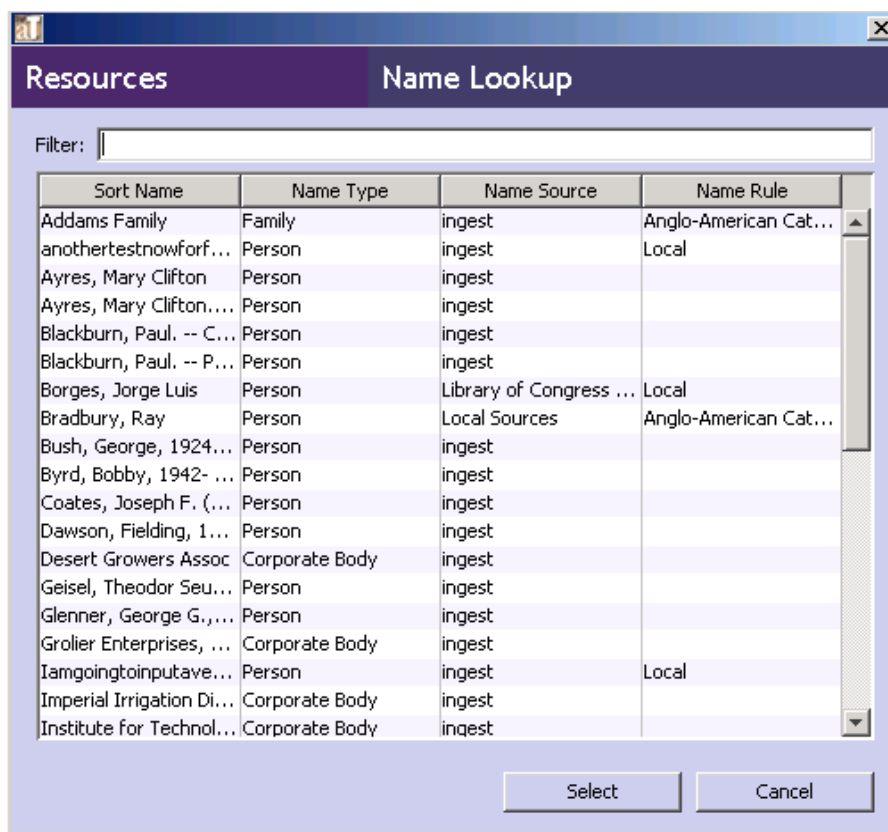 aT
Resources Name Lookup
Filter:
Sort Name Name Type Name Source Name Rule
Addams Family Family ingest Anglo-American Cat...
anothertestnowforf... Person ingest Local
Ayres, Mary Clifton Person ingest
Ayres, Mary Clifton.... Person ingest
Blackburn, Paul. -- C... Person ingest
Blackburn, Paul. -- P... Person ingest
Borges, Jorge Luis Person Library of Congress ... Local
Bradbury, Ray Person Local Sources Anglo-American Cat...
Bush, George, 1924... Person ingest
Byrd, Bobby, 1942- ... Person ingest
Coates, Joseph F. (... Person ingest
Dawson, Fielding, 1... Person ingest
Desert Growers Assoc Corporate Body ingest
Geisel, Theodor Seu... Person ingest
Glenner, George G.,... Person ingest
Grolier Enterprises, ... Corporate Body ingest
Iamgoingtoinputave... Person ingest Local
Imperial Irrigation Di... Corporate Body ingest
Institute for Technol... Corporate Body ingest
Select Cancel